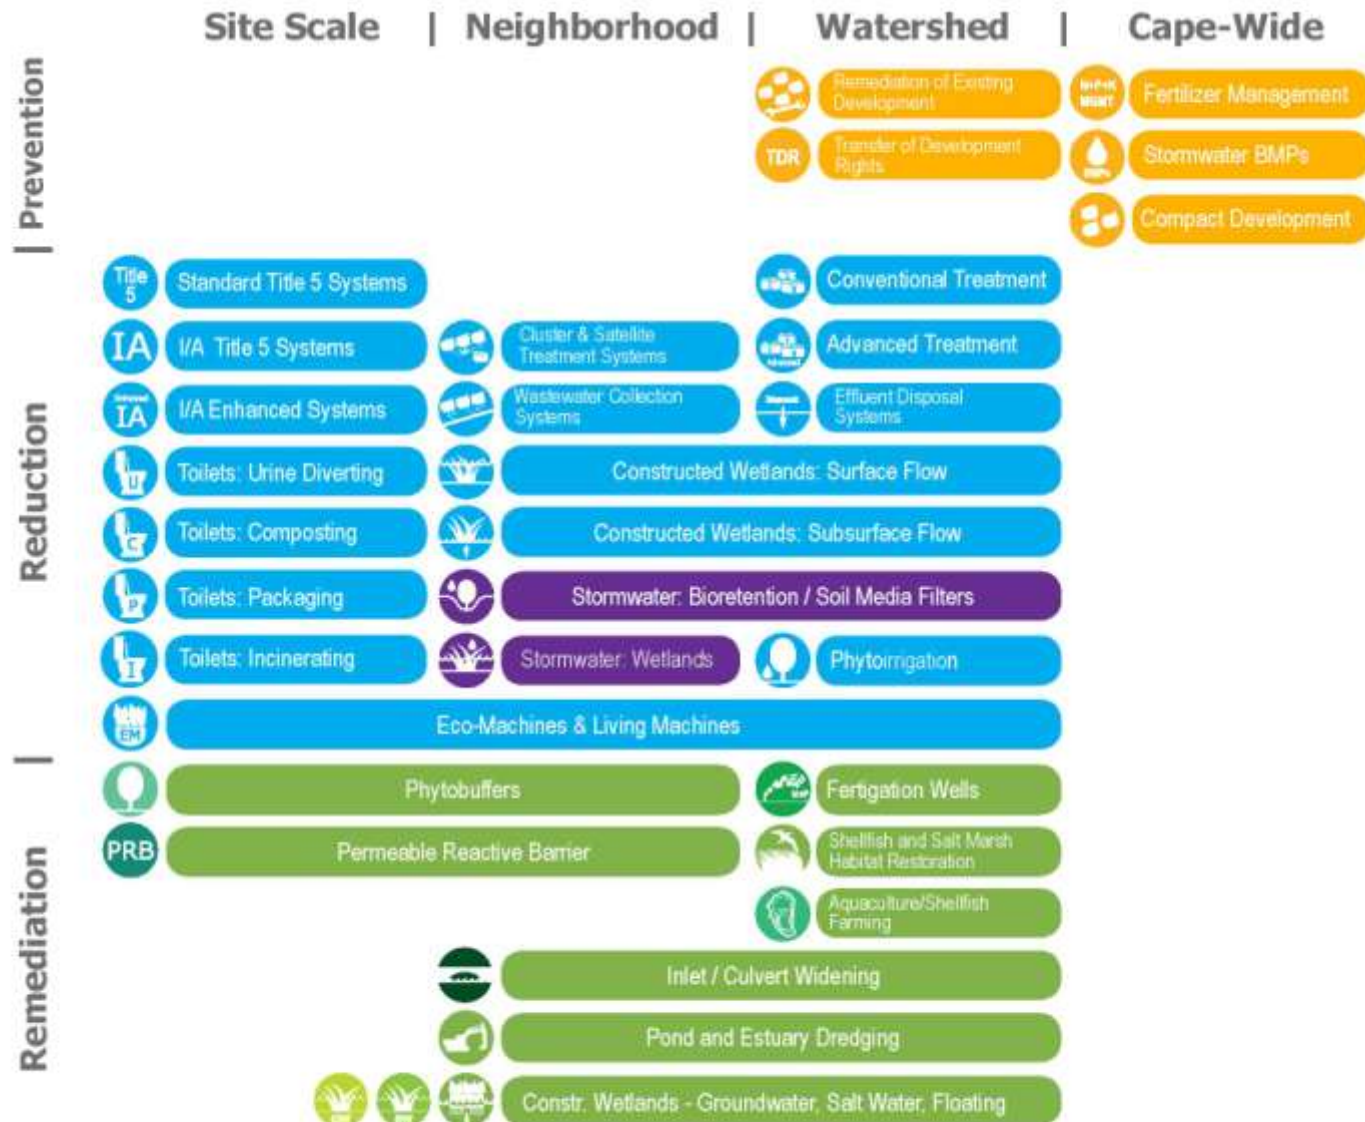 Site Scale | Neighborhood | Watershed | Cape-Wide
Prevention
Remediation of Existing
Development
Fertilizer Management
TDR
Transfer of Development
Rights
BMPs
Stormwater BMPs
Compact Development
Reduction
Title
5
Standard Title 5 Systems
Conventional Treatment
IA
I/A Title 5 Systems
Cluster & Satellite
Treatment Systems
Advanced Treatment
IA
I/A Enhanced Systems
Wastewater Collection
Systems
Effluent Disposal
Systems
U
Toilets: Urine Diverting
Constructed Wetlands: Surface Flow
C
Toilets: Composting
Constructed Wetlands: Subsurface Flow
P
Toilets: Packaging
Stormwater: Bioretention / Soil Media Filters
I
Toilets: Incinerating
Stormwater: Wetlands
Phytoirrigation
EM
Eco-Machines & Living Machines
Remediation
Phytobuffers
Fertigation Wells
PRB
Permeable Reactive Barrier
Shellfish and Salt Marsh
Habitat Restoration
Aquaculture/Shellfish
Farming
Inlet / Culvert Widening
Pond and Estuary Dredging
Constr. Wetlands - Groundwater, Salt Water, Floating